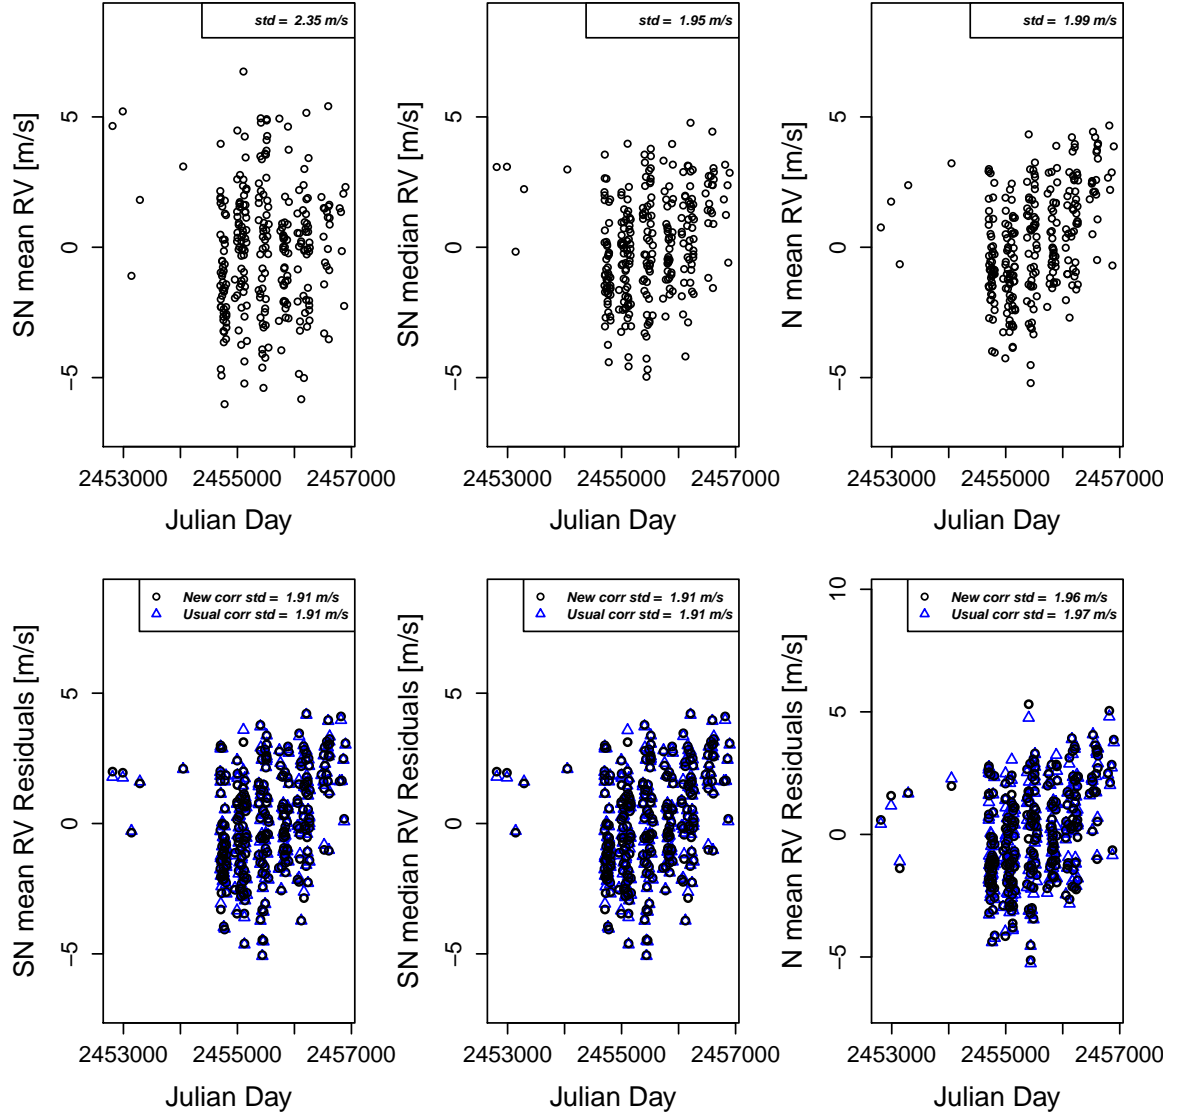 std = 2.35 m/s
SN mean RV [m/s]
5
0
−5
2453000 2455000 2457000
Julian Day
std = 1.95 m/s
SN median RV [m/s]
5
0
−5
2453000 2455000 2457000
Julian Day
std = 1.99 m/s
N mean RV [m/s]
5
0
−5
2453000 2455000 2457000
Julian Day
New corr std = 1.91 m/s
Usual corr std = 1.91 m/s
SN mean RV Residuals [m/s]
5
0
−5
2453000 2455000 2457000
Julian Day
New corr std = 1.91 m/s
Usual corr std = 1.91 m/s
SN median RV Residuals [m/s]
5
0
−5
2453000 2455000 2457000
Julian Day
New corr std = 1.96 m/s
Usual corr std = 1.97 m/s
N mean RV Residuals [m/s]
10
5
0
−5
2453000 2455000 2457000
Julian Day